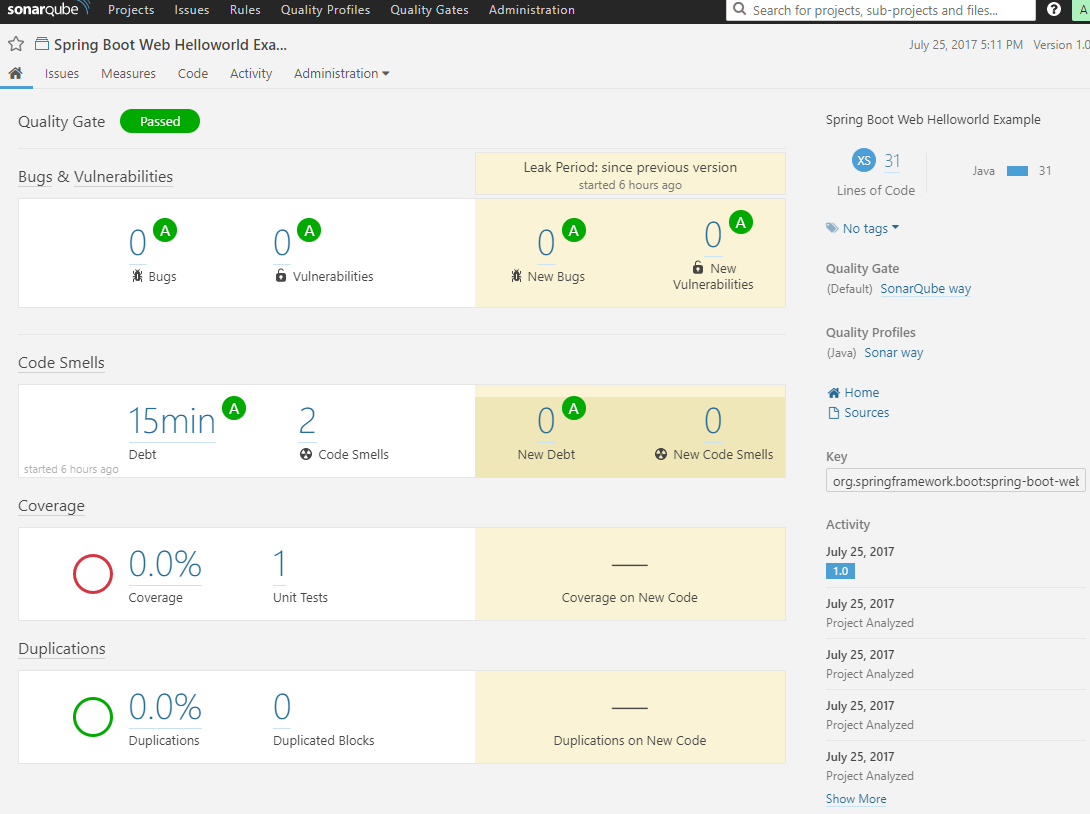 sonarqube Projects Issues Rules Quality Profiles Quality Gates Administration Search for projects, sub-projects and files... ? A
Spring Boot Web Helloworld Exa... July 25, 2017 5:11 PM Version 1.0
Issues Measures Code Activity Administration
Quality Gate Passed
Leak Period: since previous version
started 6 hours ago
Bugs & Vulnerabilities
0 A 0 A 0 A 0 A
Bugs Vulnerabilities New Bugs New
Vulnerabilities
Code Smells
15min A 2 0 A 0
Debt Code Smells New Debt New Code Smells
started 6 hours ago
Coverage
0.0% 1 —
Coverage Unit Tests Coverage on New Code
Duplications
0.0% 0 —
Duplications Duplicated Blocks Duplications on New Code
Spring Boot Web Helloworld Example
XS 31 Java 31
Lines of Code
No tags
Quality Gate
(Default) SonarQube way
Quality Profiles
(Java) Sonar way
Home
Sources
Key
org.springframework.boot:spring-boot-web
Activity
July 25, 2017
1.0
July 25, 2017
Project Analyzed
July 25, 2017
Project Analyzed
July 25, 2017
Project Analyzed
July 25, 2017
Project Analyzed
Show More